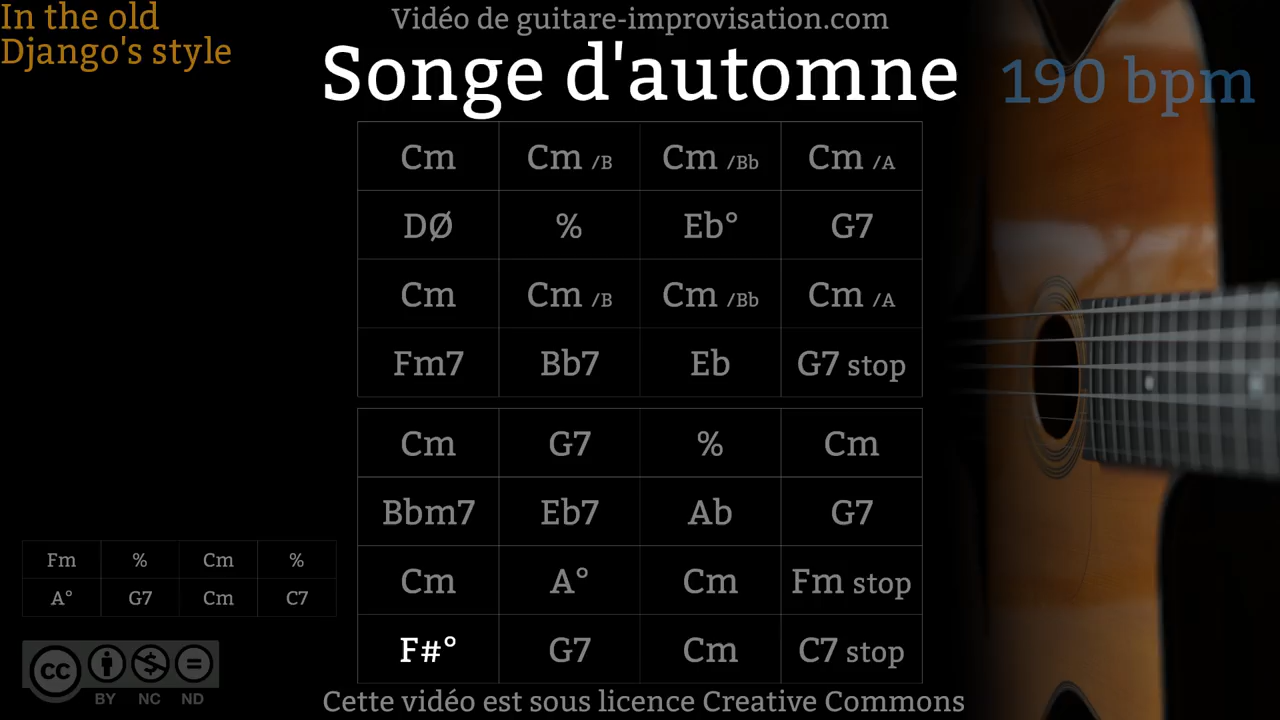 In the old
Django's style
Vidéo de guitare-improvisation.com
Songe d'automne
190 bpm
Cm Cm /B Cm /Bb Cm /A
DØ % Eb° G7
Cm Cm /B Cm /Bb Cm /A
Fm7 Bb7 Eb G7 stop
Cm G7 % Cm
Bbm7 Eb7 Ab G7
Cm A° Cm Fm stop
F#° G7 Cm C7 stop
Fm % Cm %
A° G7 Cm C7
cc
BY NC ND
Cette vidéo est sous licence Creative Commons